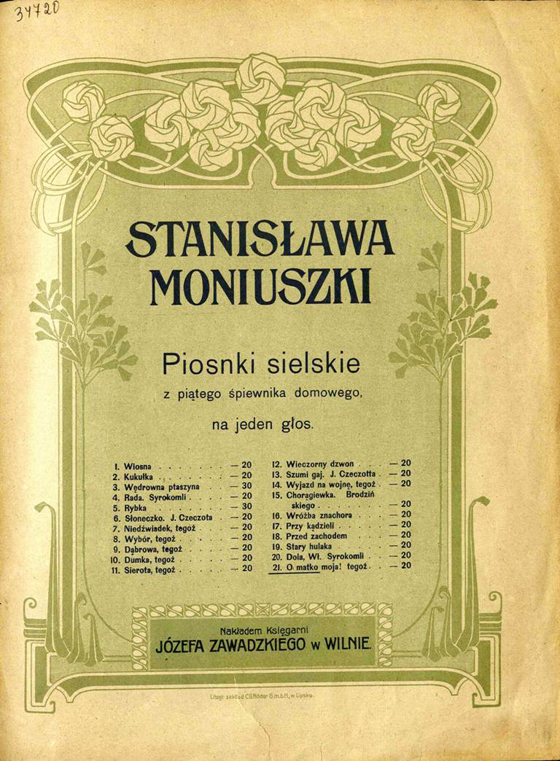 34720
STANISŁAWA
MONIUSZKI
Piosnki sielskie
z piątego śpiewnika domowego,
na jeden głos.
1. Wiosna . . . . . . . — 20
2. Kukułka . . . . . . — 20
3. Wędrowna ptaszyna — 30
4. Rada. Syrokomli . . . — 20
5. Rybka . . . . . . . — 30
6. Słoneczko. J. Czeczota . — 20
7. Niedźwiadek, tegoż . . — 20
8. Wybór, tegoż . . . . — 20
9. Dąbrowa, tegoż . . . — 20
10. Dumka, tegoż . . . . — 20
11. Sierota, tegoż . . . . — 20
12. Wieczorny dzwon . . . — 20
13. Szumi gaj. J. Czeczotta — 20
14. Wyjazd na wojnę, tegoż — 20
15. Chorągiewka. Brodziń
skiego . . . . . . — 20
16. Wróżba znachora . . — 20
17. Przy kądzieli . . . . — 20
18. Przed zachodem . . . — 20
19. Stary hulaka . . . . — 20
20. Dola, Wł. Syrokomli . . — 20
21. O matko moja! tegoż . — 20
Nakładem Księgarni
JÓZEFA ZAWADZKIEGO w WILNIE.